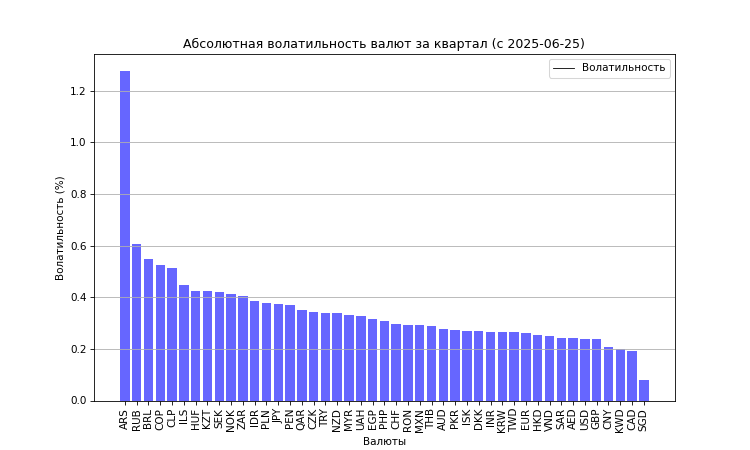 Абсолютная волатильность валют за квартал (с 2025-06-25)
Волатильность
Волатильность (%)
1.2
1.0
0.8
0.6
0.4
0.2
0.0
ARS RUB BRL COP CLP ILS HUF KZT SEK NOK ZAR IDR PLN JPY PEN QAR CZK TRY NZD MYR UAH EGP PHP CHF RON MXN THB AUD PKR ISK DKK INR KRW TWD EUR HKD VND SAR AED USD GBP CNY KWD CAD SGD
Валюты